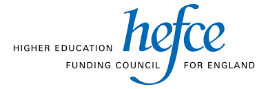 hefce
HIGHER EDUCATION
FUNDING COUNCIL FOR ENGLAND